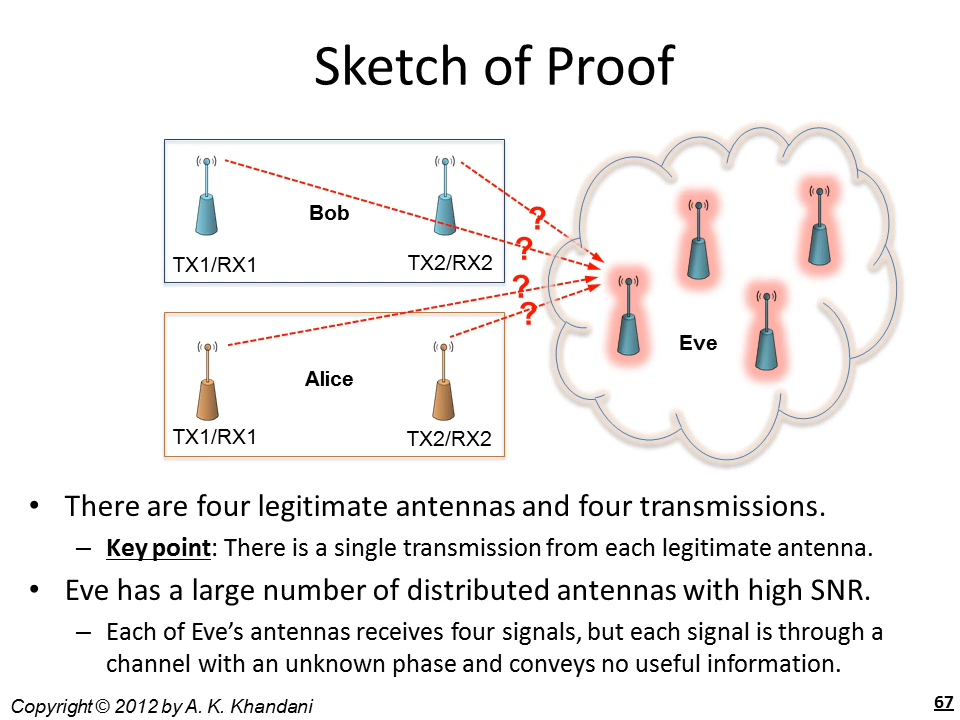 Sketch of Proof
Bob
TX1/RX1
TX2/RX2
?
?
?
?
Alice
TX1/RX1
TX2/RX2
Eve
• There are four legitimate antennas and four transmissions.
– Key point: There is a single transmission from each legitimate antenna.
• Eve has a large number of distributed antennas with high SNR.
– Each of Eve’s antennas receives four signals, but each signal is through a
channel with an unknown phase and conveys no useful information.
Copyright © 2012 by A. K. Khandani
67